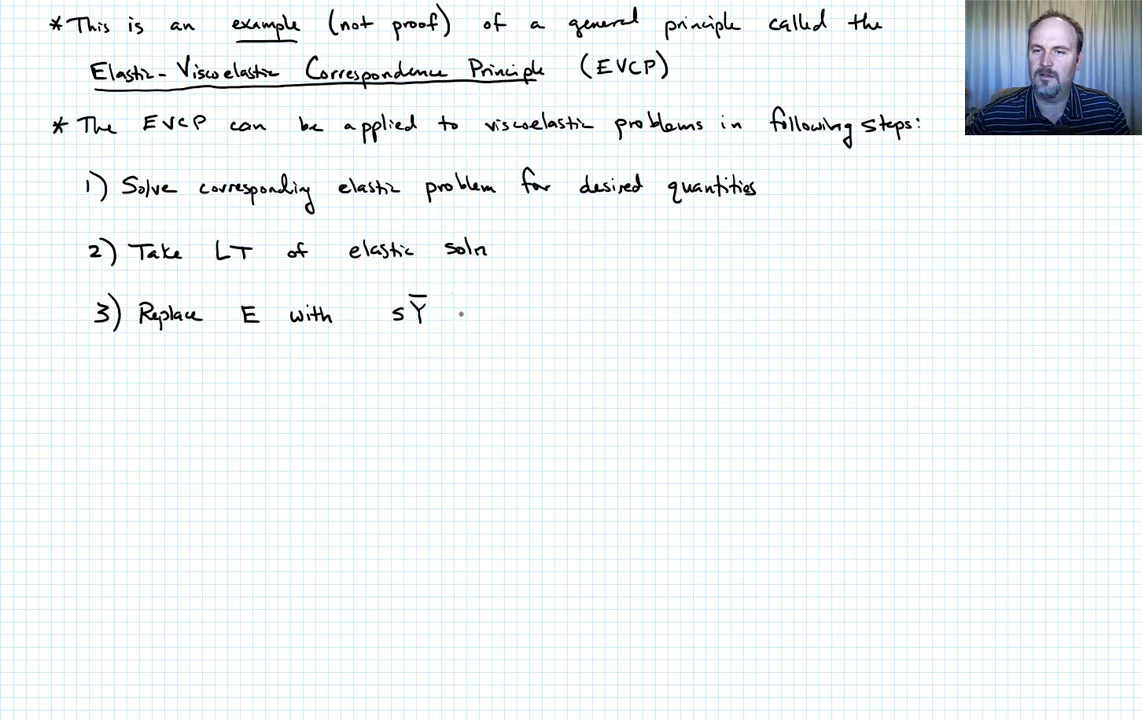 * This is an example (not proof) of a general principle called the
Elastic-Viscoelastic Correspondence Principle (EVCP)
* The EVCP can be applied to viscoelastic problems in following steps:
1) Solve corresponding elastic problem for desired quantities
2) Take LT of elastic soln
3) Replace E with sȲ